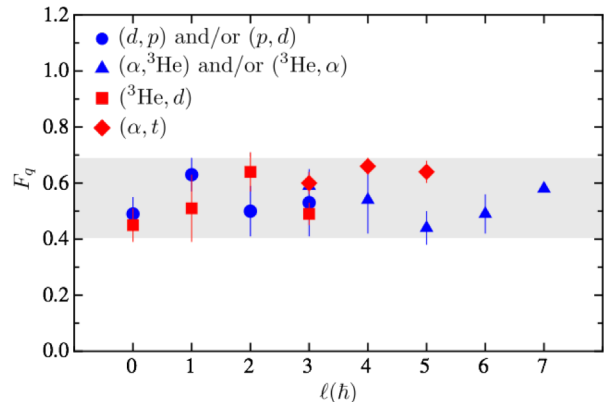 1.2
1.0
0.8
0.6
0.4
0.2
0.0
F_q
(d, p) and/or (p, d)
(α,³He) and/or (³He, α)
(³He, d)
(α, t)
0 1 2 3 4 5 6 7
ℓ(ℏ)